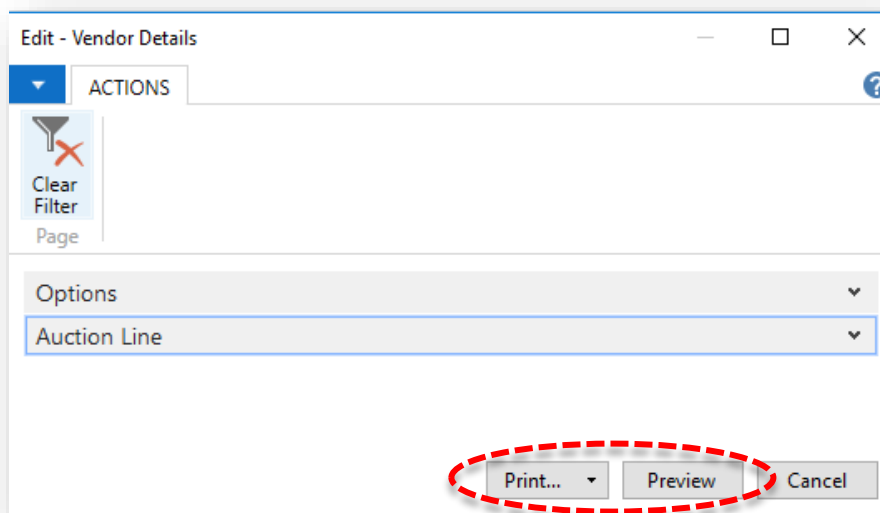 Edit - Vendor Details
ACTIONS
?
Clear
Filter
Page
Options
Auction Line
Print... Preview Cancel